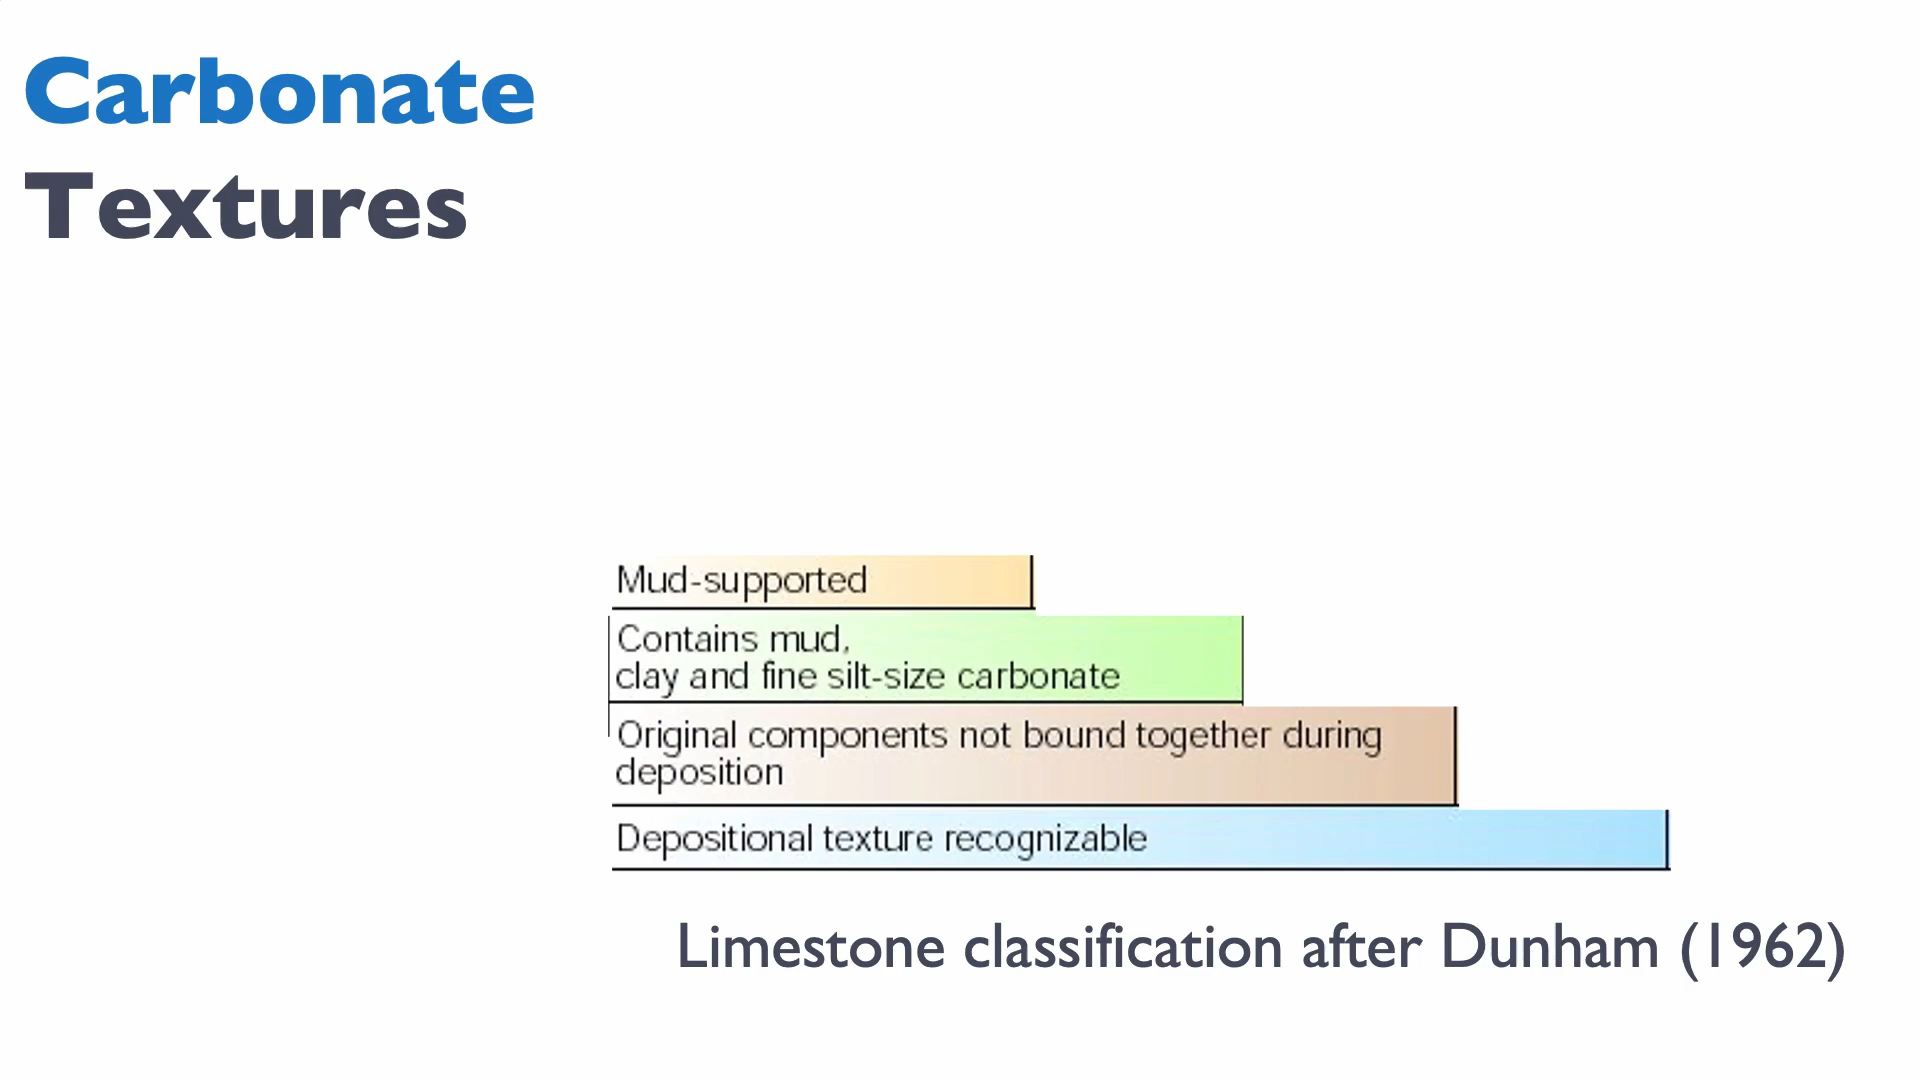 Carbonate
Textures
Mud-supported
Contains mud,
clay and fine silt-size carbonate
Original components not bound together during
deposition
Depositional texture recognizable
Limestone classification after Dunham (1962)